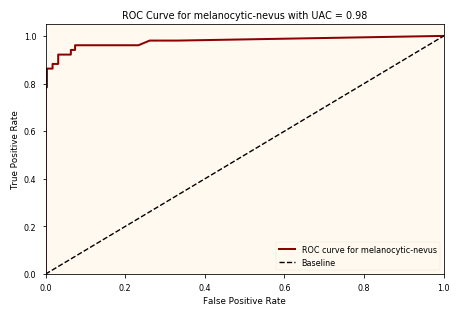 ROC Curve for melanocytic-nevus with UAC = 0.98
1.0
0.8
0.6
0.4
0.2
0.0
True Positive Rate
ROC curve for melanocytic-nevus
Baseline
0.0 0.2 0.4 0.6 0.8 1.0
False Positive Rate